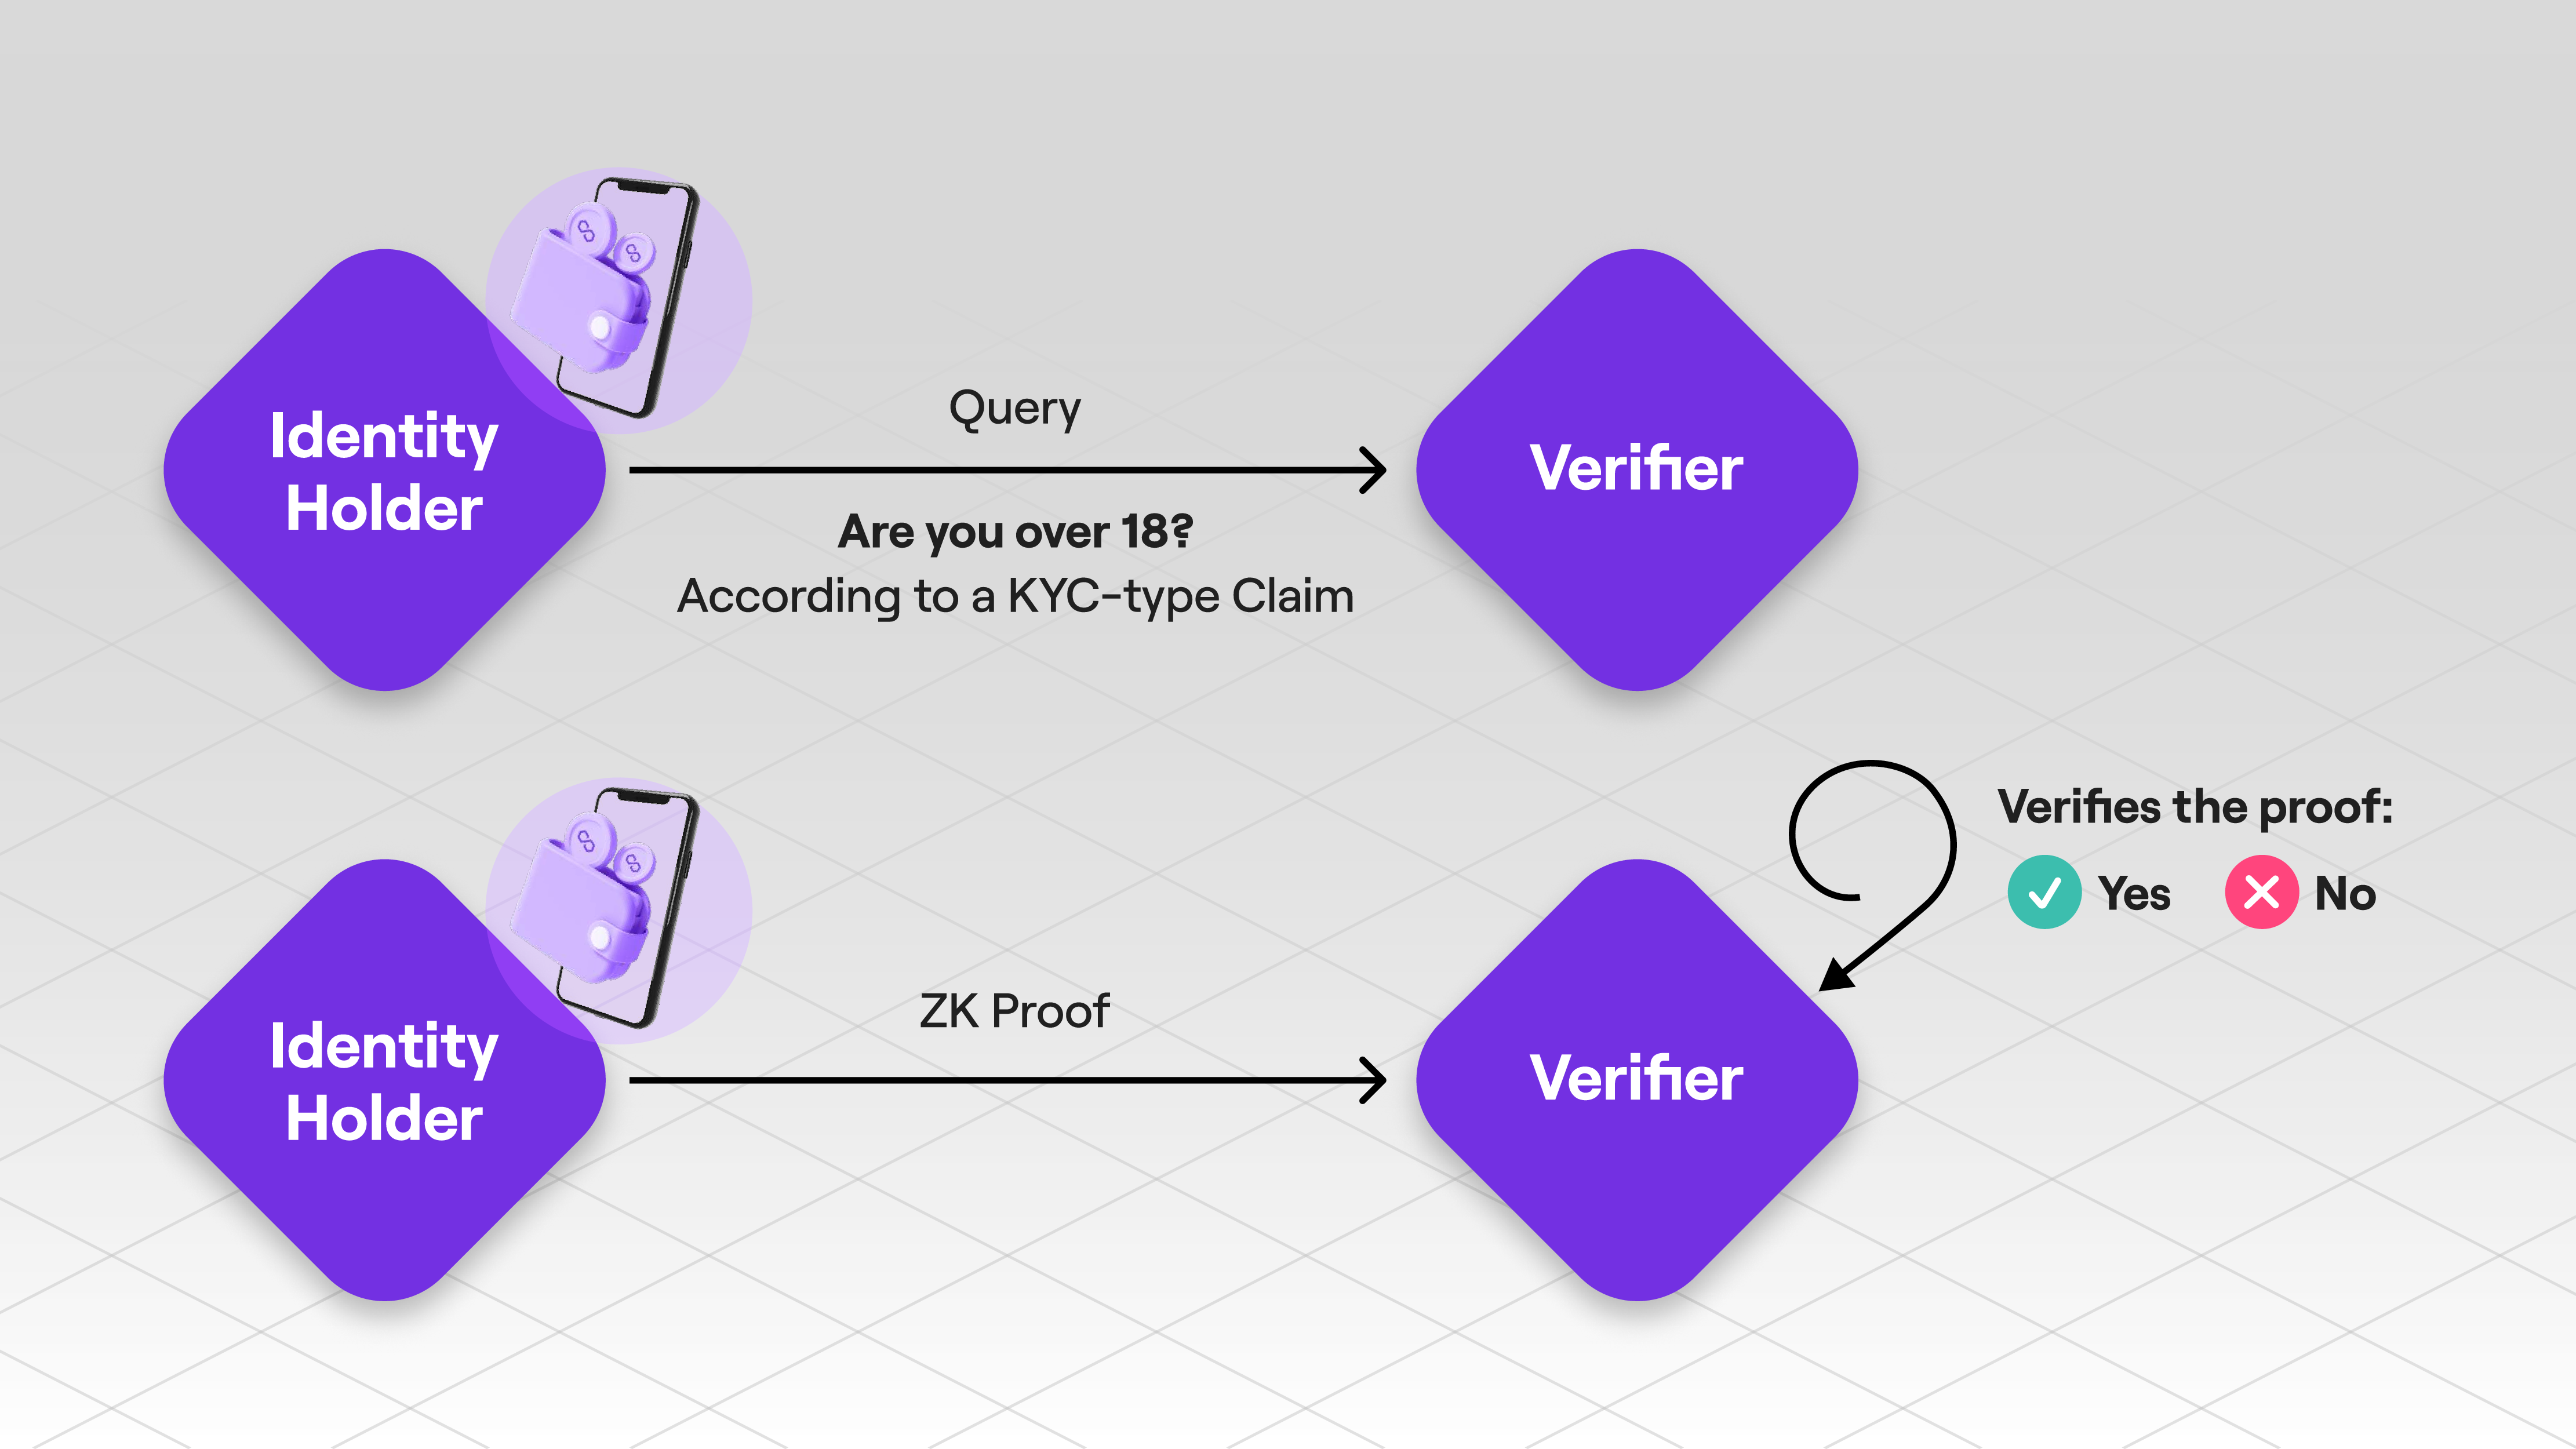 Identity
Holder
Query
Are you over 18?
According to a KYC-type Claim
Verifier
Verifies the proof:
Yes
No
Identity
Holder
ZK Proof
Verifier